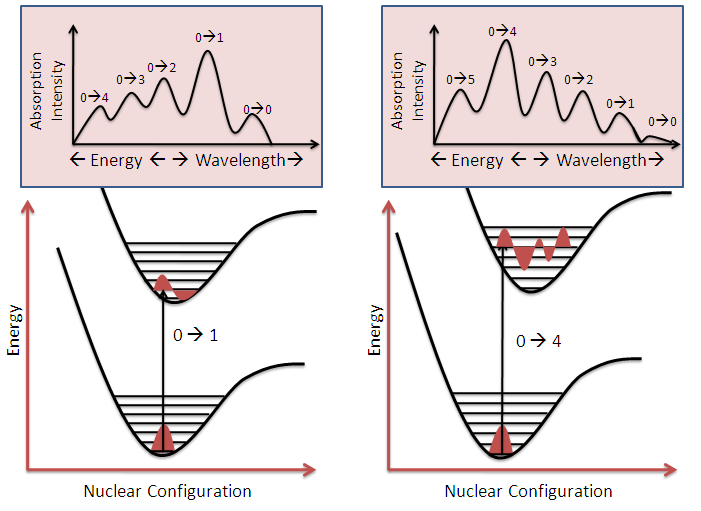 Absorption
Intensity
0→4
0→3
0→2
0→1
0→0
← Energy ← → Wavelength→
Absorption
Intensity
0→5
0→4
0→3
0→2
0→1
0→0
← Energy ← → Wavelength→
Energy
0 → 1
Nuclear Configuration
Energy
0 → 4
Nuclear Configuration